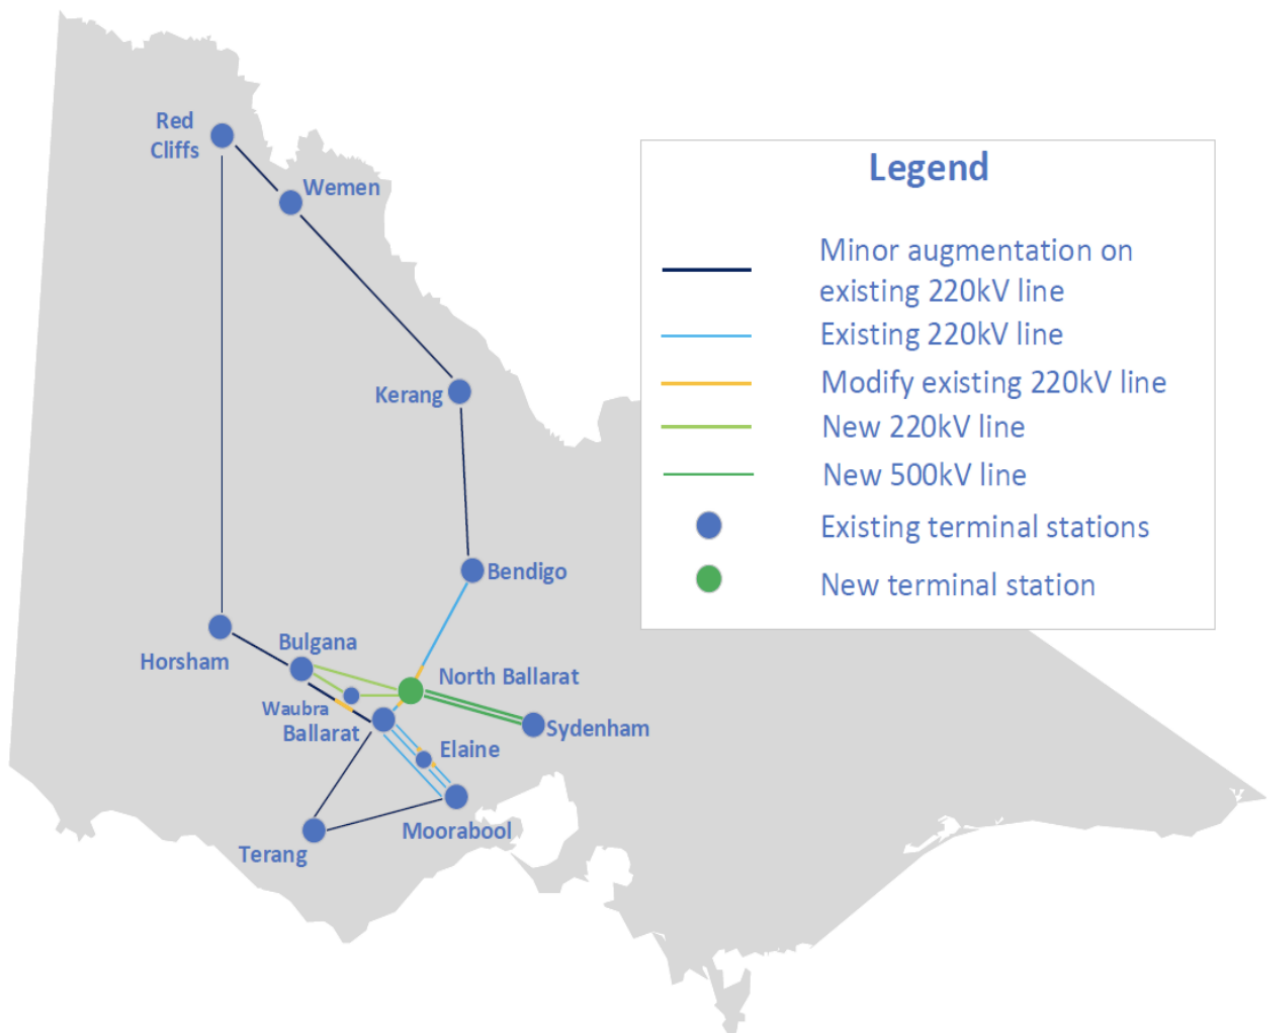 Red
Cliffs
Wemen
Kerang
Bendigo
Horsham
Bulgana
North Ballarat
Waubra
Ballarat
Sydenham
Elaine
Moorabool
Terang
Legend
Minor augmentation on
existing 220kV line
Existing 220kV line
Modify existing 220kV line
New 220kV line
New 500kV line
Existing terminal stations
New terminal station